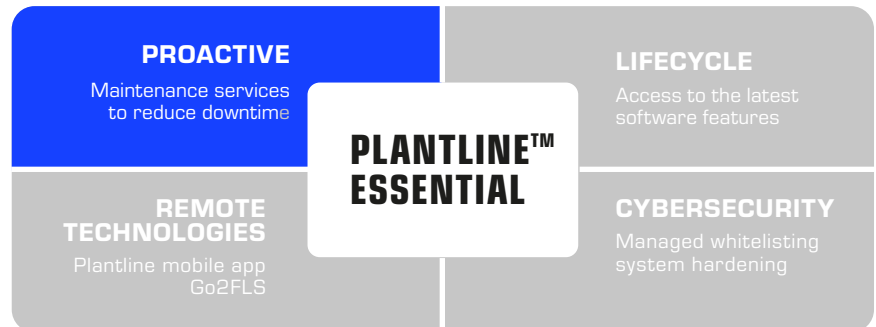 PROACTIVE
Maintenance services
to reduce downtime
LIFECYCLE
Access to the latest
software features
PLANTLINE™
ESSENTIAL
REMOTE
TECHNOLOGIES
Plantline mobile app
Go2FLS
CYBERSECURITY
Managed whitelisting
system hardening